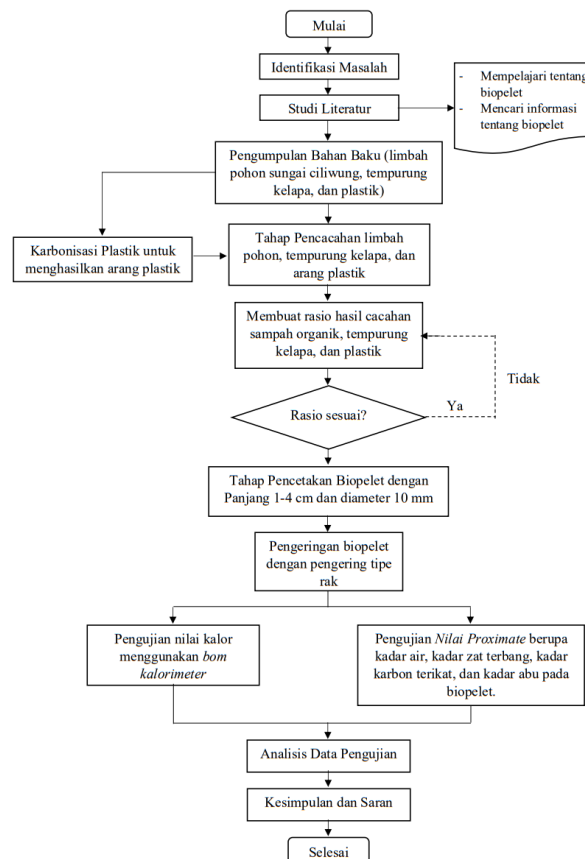 Mulai
Identifikasi Masalah
Studi Literatur
- Mempelajari tentang
biopelet
- Mencari informasi
tentang biopelet
Pengumpulan Bahan Baku (limbah
pohon sungai ciliwung, tempurung
kelapa, dan plastik)
Karbonisasi Plastik untuk
menghasilkan arang plastik
Tahap Pencacahan limbah
pohon, tempurung kelapa, dan
arang plastik
Membuat rasio hasil cacahan
sampah organik, tempurung
kelapa, dan plastik
Tidak
Ya
Rasio sesuai?
Tahap Pencetakan Biopelet dengan
Panjang 1-4 cm dan diameter 10 mm
Pengeringan biopelet
dengan pengering tipe
rak
Pengujian nilai kalor
menggunakan bom
kalorimeter
Pengujian Nilai Proximate berupa
kadar air, kadar zat terbang, kadar
karbon terikat, dan kadar abu pada
biopelet.
Analisis Data Pengujian
Kesimpulan dan Saran
Selesai